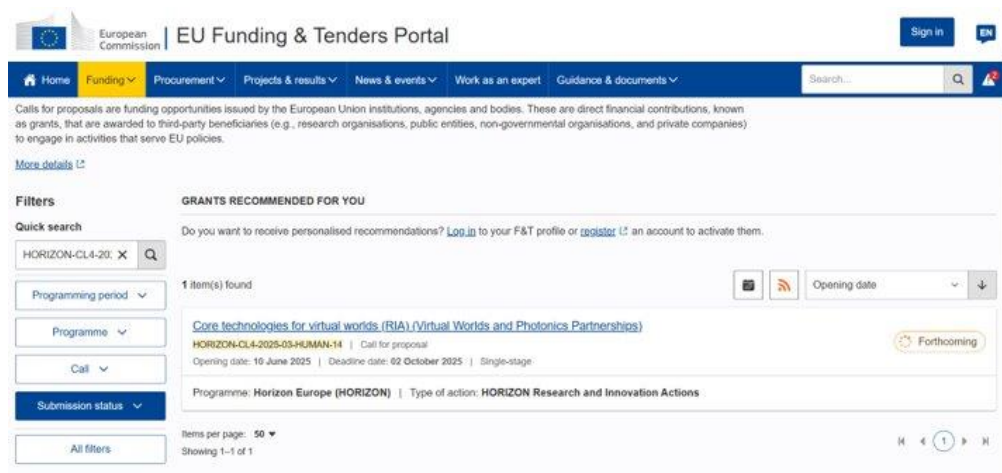 European
Commission
EU Funding & Tenders Portal
Sign in
EN
Home
Funding
Procurement
Projects & results
News & events
Work as an expert
Guidance & documents
Search...
2
Calls for proposals are funding opportunities issued by the European Union institutions, agencies and bodies. These are direct financial contributions, known
as grants, that are awarded to third-party beneficiaries (e.g., research organisations, public entities, non-governmental organisations, and private companies)
to engage in activities that serve EU policies.
More details
Filters
Quick search
HORIZON-CL4-20:
Programming period
Programme
Call
Submission status
All filters
GRANTS RECOMMENDED FOR YOU
Do you want to receive personalised recommendations? Log in to your F&T profile or register an account to activate them.
1 item(s) found
Opening date
Core technologies for virtual worlds (RIA) (Virtual Worlds and Photonics Partnerships)
HORIZON-CL4-2025-03-HUMAN-14 | Call for proposal
Forthcoming
Opening date: 10 June 2025 | Deadline date: 02 October 2025 | Single-stage
Programme: Horizon Europe (HORIZON) | Type of action: HORIZON Research and Innovation Actions
Items per page: 50
Showing 1–1 of 1
1